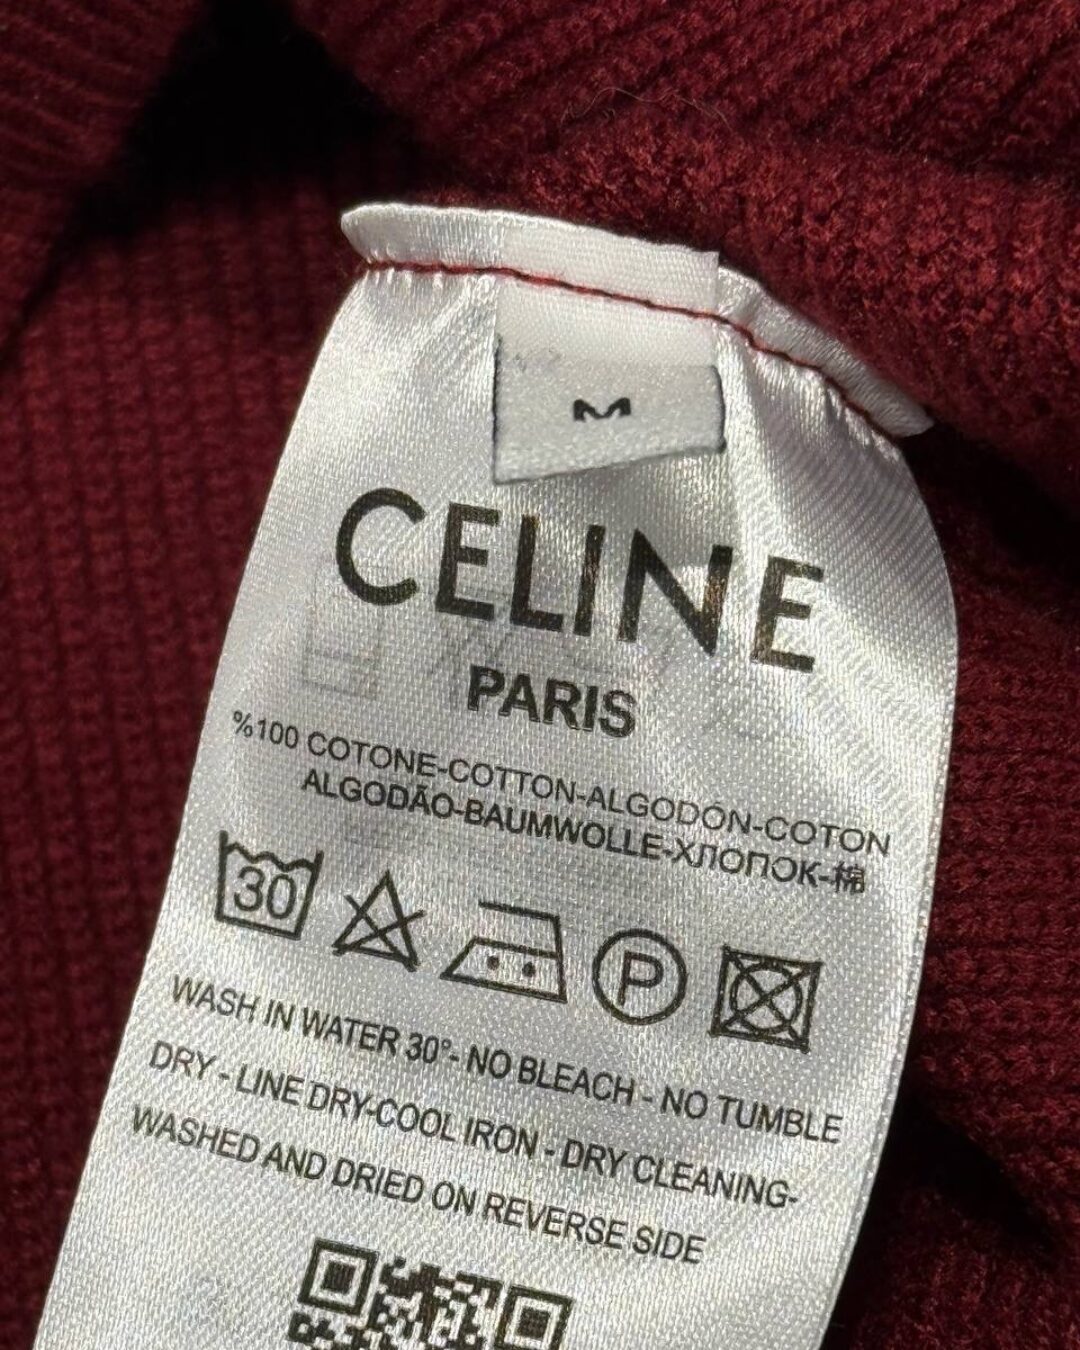 M
CELINE
PARIS
%100 COTONE-COTTON-ALGODÓN-COTON
ALGODÃO-BAUMWOLLE-ХЛОПОК-棉
30
P
WASH IN WATER 30°- NO BLEACH - NO TUMBLE
DRY - LINE DRY-COOL IRON - DRY CLEANING-
WASHED AND DRIED ON REVERSE SIDE